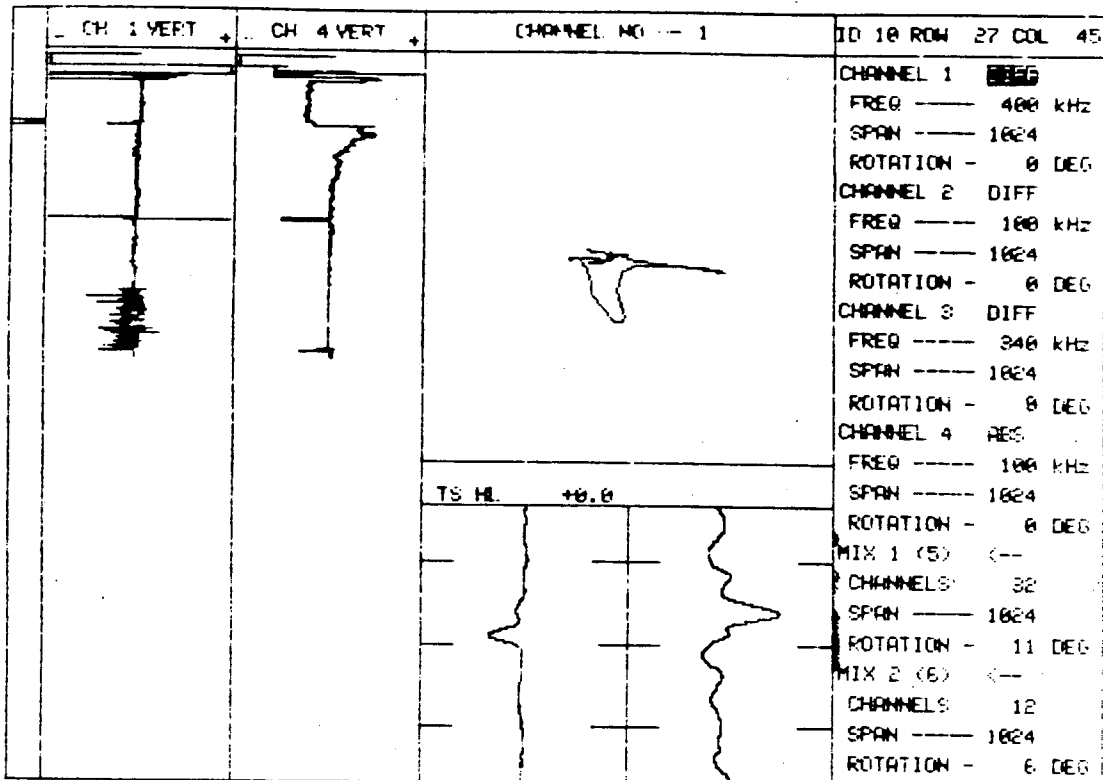 - CH 1 VERT +
- CH 4 VERT +
CHANNEL NO -- 1
TS HL +0.0
ID 10 ROW 27 COL 45
CHANNEL 1 DIFF
FREQ ----- 400 kHz
SPAN ----- 1024
ROTATION - 0 DEG
CHANNEL 2 DIFF
FREQ ----- 100 kHz
SPAN ----- 1024
ROTATION - 0 DEG
CHANNEL 3 DIFF
FREQ ----- 340 kHz
SPAN ----- 1024
ROTATION - 0 DEG
CHANNEL 4 ABS
FREQ ----- 100 kHz
SPAN ----- 1024
ROTATION - 0 DEG
MIX 1 (5) <--
CHANNELS 32
SPAN ----- 1024
ROTATION - 11 DEG
MIX 2 (6) <--
CHANNELS 12
SPAN ----- 1024
ROTATION - 6 DEG